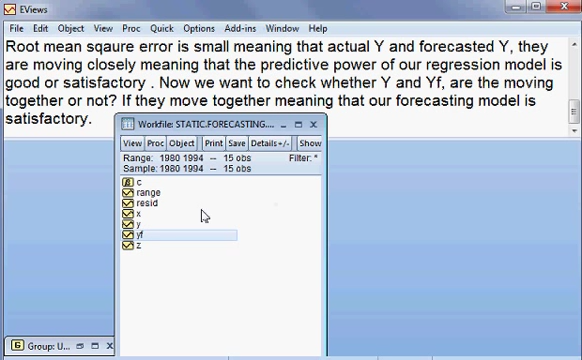 EViews
File Edit Object View Proc Quick Options Add-ins Window Help
Root mean sqaure error is small meaning that actual Y and forecasted Y, they
are moving closely meaning that the predictive power of our regression model is
good or satisfactory . Now we want to check whether Y and Yf, are the moving
together or not? If they move together meaning that our forecasting model is
satisfactory.
Workfile: STATIC.FORECASTING....
View Proc Object Print Save Details+/- Show
Range: 1980 1994 -- 15 obs Filter: *
Sample: 1980 1994 -- 15 obs
c
range
resid
x
y
yf
z
Group: U...